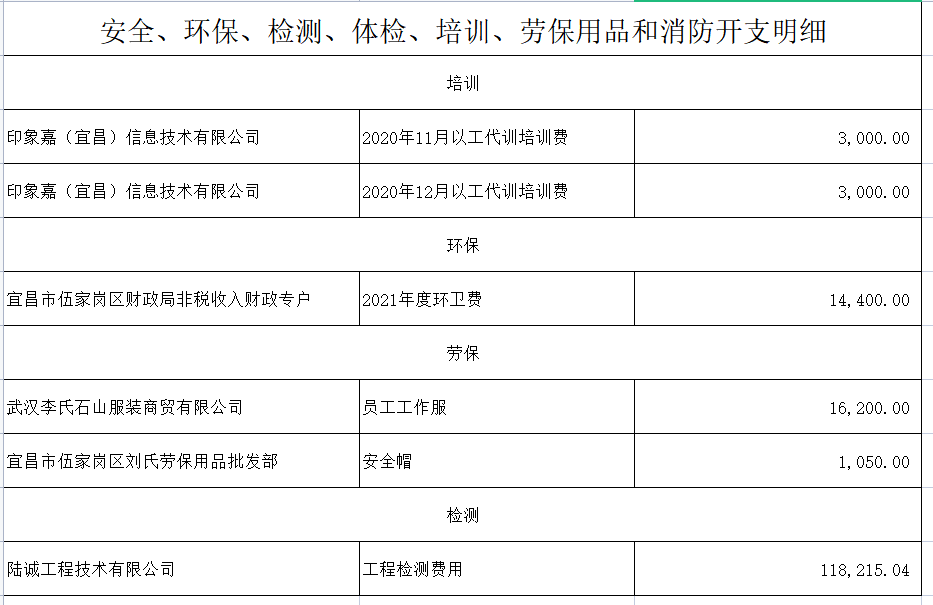 安全、环保、检测、体检、培训、劳保用品和消防开支明细
培训
印象嘉（宜昌）信息技术有限公司 2020年11月以工代训培训费 3,000.00
印象嘉（宜昌）信息技术有限公司 2020年12月以工代训培训费 3,000.00
环保
宜昌市伍家岗区财政局非税收入财政专户 2021年度环卫费 14,400.00
劳保
武汉李氏石山服装商贸有限公司 员工工作服 16,200.00
宜昌市伍家岗区刘氏劳保用品批发部 安全帽 1,050.00
检测
陆诚工程技术有限公司 工程检测费用 118,215.04